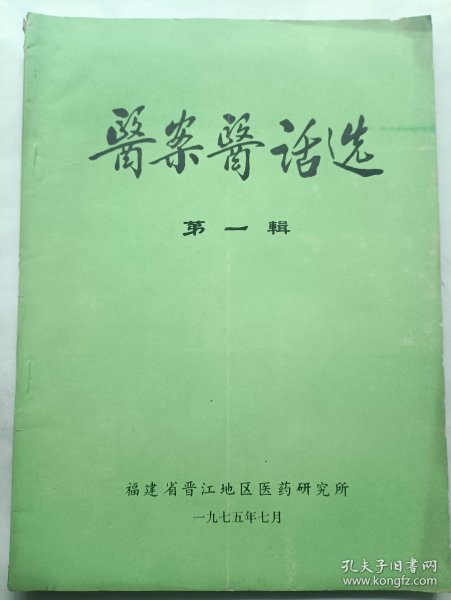 醫案醫话选
第一輯
福建省晋江地区医药研究所
一九七五年七月
孔夫子旧书网
www.kongfz.com